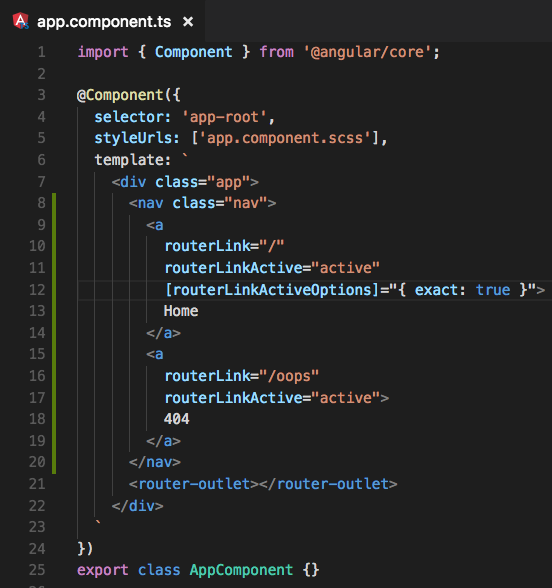 app.component.ts ×
1 import { Component } from '@angular/core';
2
3 @Component({
4   selector: 'app-root',
5   styleUrls: ['app.component.scss'],
6   template: `
7     <div class="app">
8       <nav class="nav">
9         <a
10           routerLink="/"
11           routerLinkActive="active"
12           [routerLinkActiveOptions]="{ exact: true }">
13           Home
14         </a>
15         <a
16           routerLink="/oops"
17           routerLinkActive="active">
18           404
19         </a>
20       </nav>
21       <router-outlet></router-outlet>
22     </div>
23   `
24 })
25 export class AppComponent {}